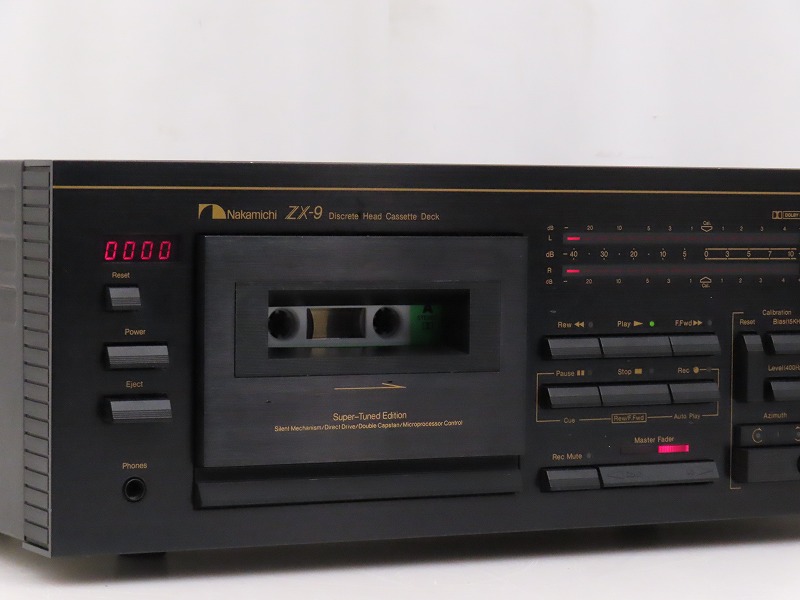 Nakamichi ZX-9 Discrete Head Cassette Deck
DOLBY
0000
Reset
Power
Eject
Phones
Super-Tuned Edition
Silent Mechanism/Direct Drive/Double Capstan/Microprocessor Control
dB - 20 10 5 3 1 Cal.
L
dB -40 30 20 10 5 0 3 5 7 10
R
dB - 20 10 5 3 1 Cal.
Rew Play F.Fwd
Pause Stop Rec
Cue Rew/F.Fwd Auto Play
Master Fader
Rec Mute
Calibration
Reset
Azimuth
A